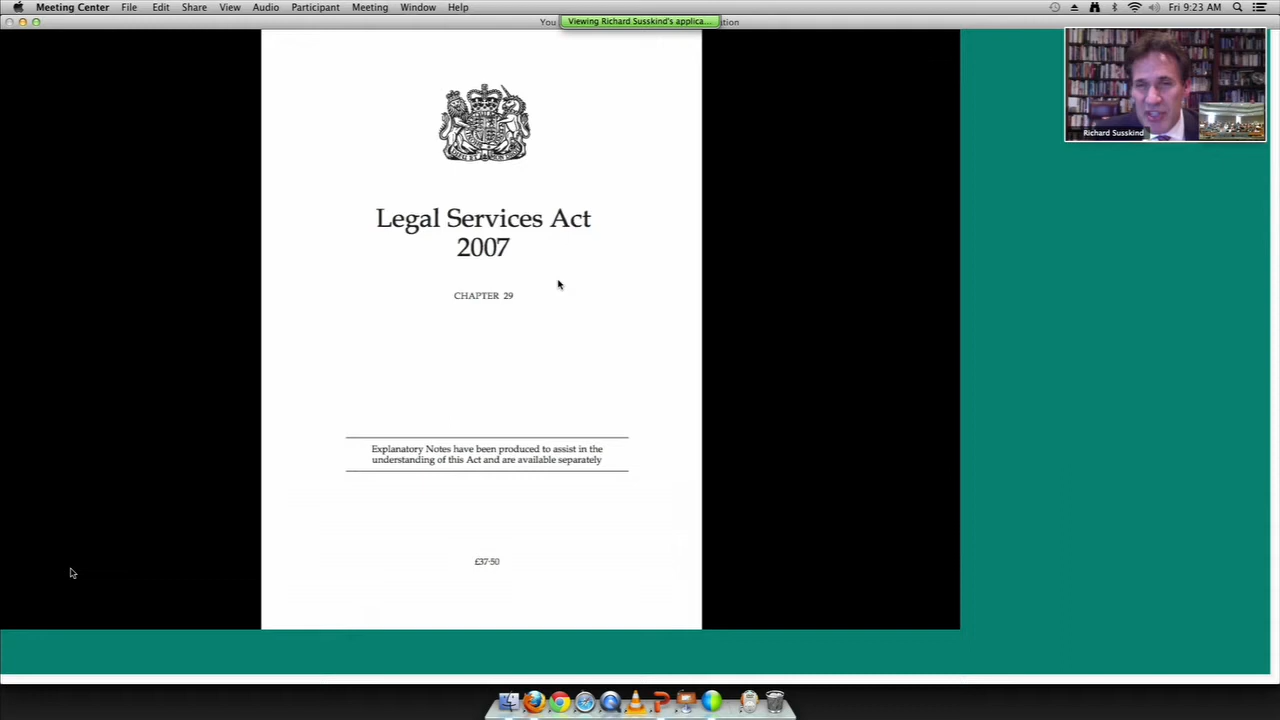 Meeting Center File Edit Share View Audio Participant Meeting Window Help Fri 9:23 AM
You
Viewing Richard Susskind's applica...
tion
Richard Susskind
Legal Services Act
2007
CHAPTER 29
Explanatory Notes have been produced to assist in the
understanding of this Act and are available separately
£37·50